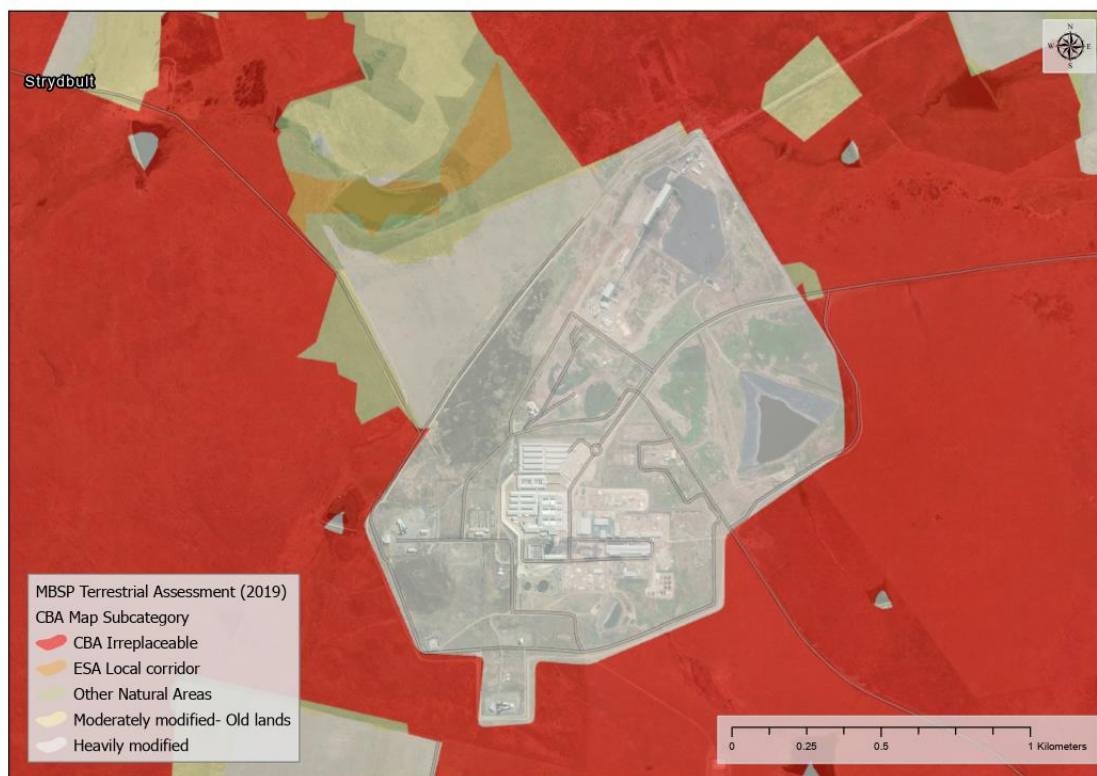 Strydbult
N
W E
S
MBSP Terrestrial Assessment (2019)
CBA Map Subcategory
CBA Irreplaceable
ESA Local corridor
Other Natural Areas
Moderately modified- Old lands
Heavily modified
0 0.25 0.5 1 Kilometers